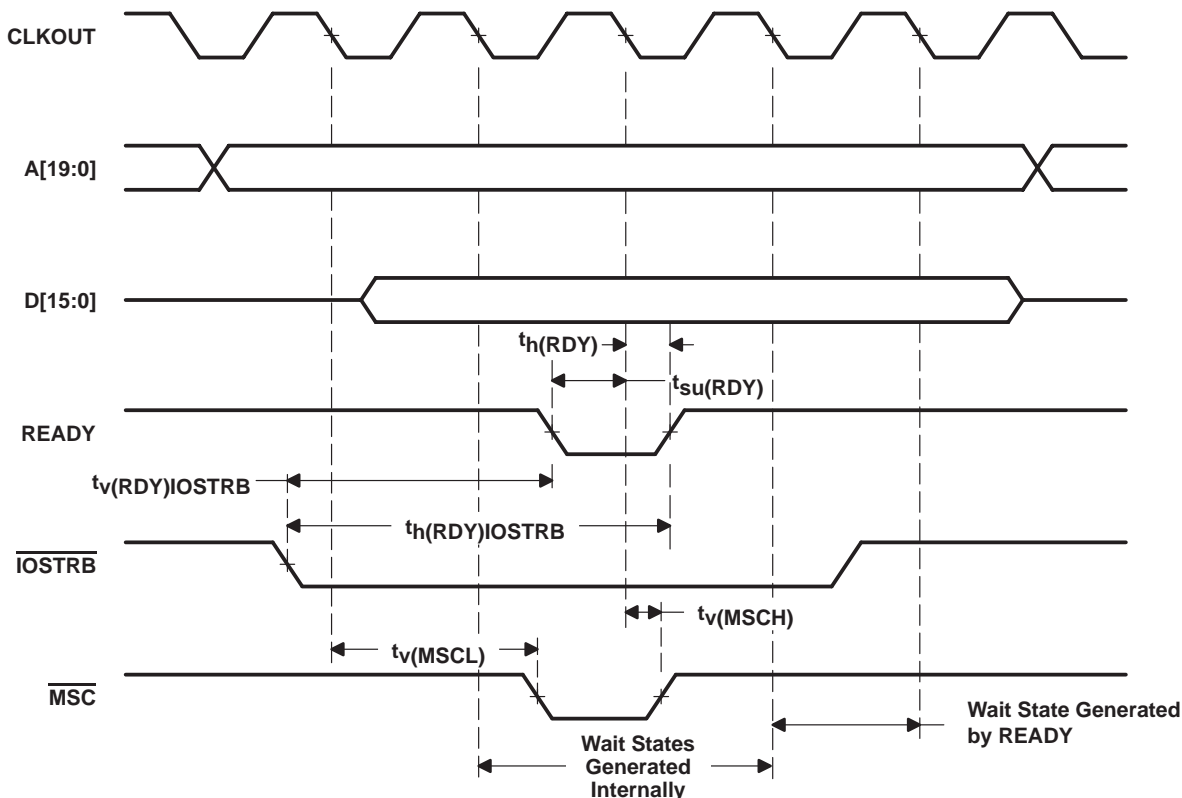 CLKOUT
A[19:0]
D[15:0]
th(RDY)
tsu(RDY)
READY
tv(RDY)IOSTRB
th(RDY)IOSTRB
IOSTRB
tv(MSCH)
tv(MSCL)
MSC
Wait State Generated
by READY
Wait States
Generated
Internally